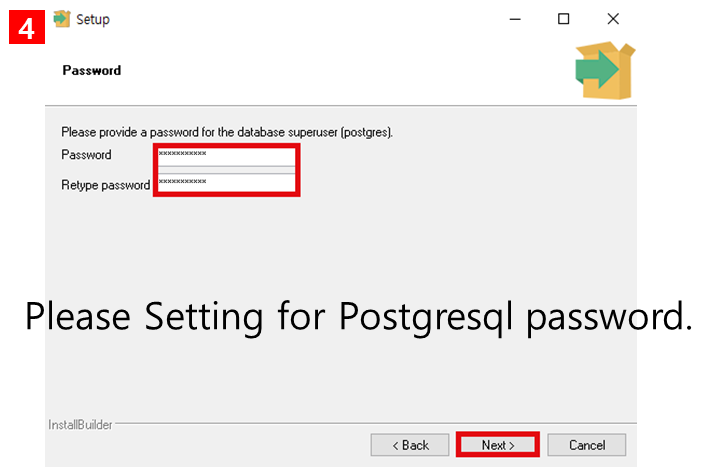 4
Setup
Password
Please provide a password for the database superuser (postgres).
Password
***********
Retype password
***********
Please Setting for Postgresql password.
InstallBuilder
< Back
Next >
Cancel